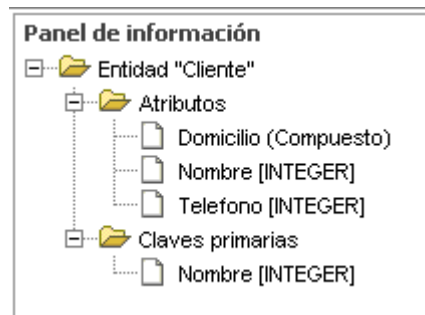 Panel de información
Entidad "Cliente"
Atributos
Domicilio (Compuesto)
Nombre [INTEGER]
Telefono [INTEGER]
Claves primarias
Nombre [INTEGER]